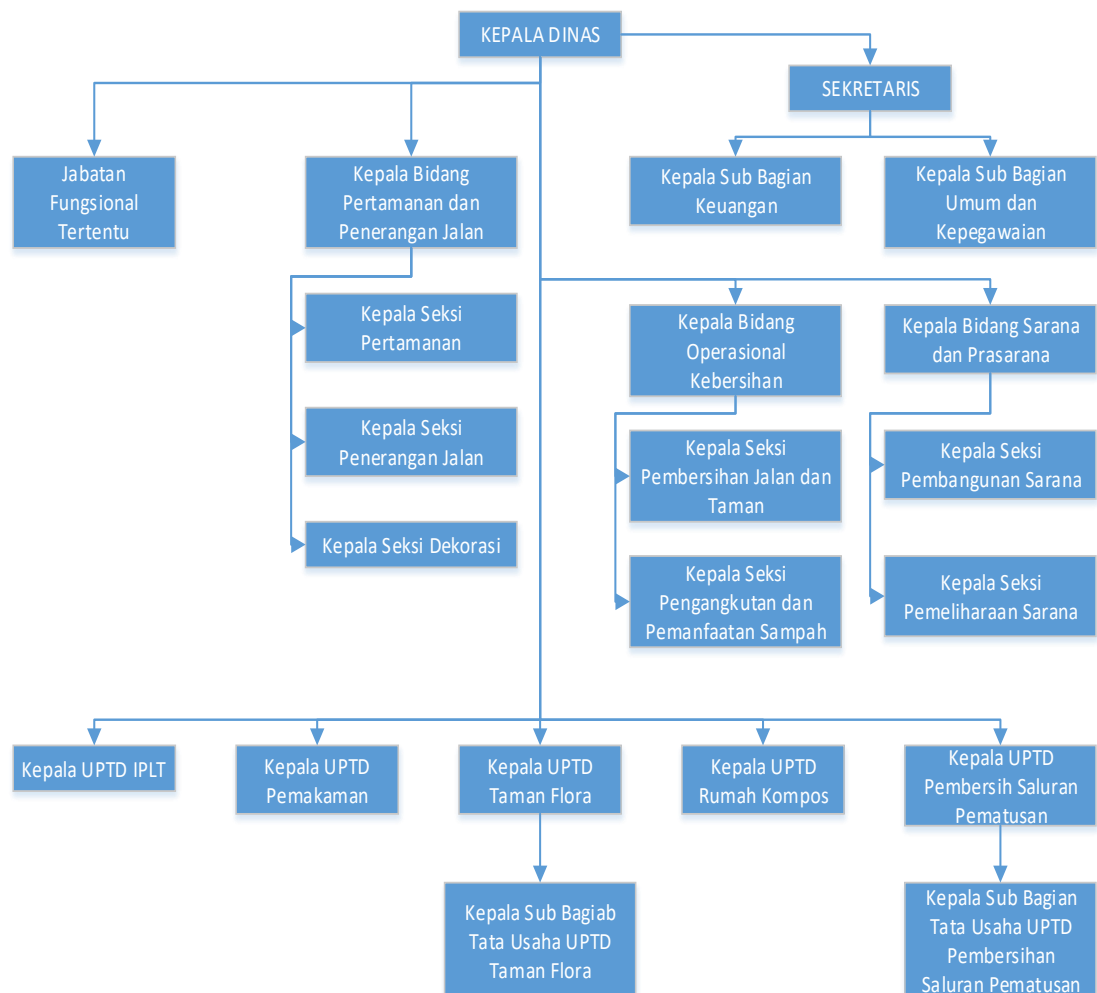 KEPALA DINAS
SEKRETARIS
Jabatan
Fungsional
Tertentu
Kepala Bidang
Pertamanan dan
Penerangan Jalan
Kepala Sub Bagian
Keuangan
Kepala Sub Bagian
Umum dan
Kepegawaian
Kepala Seksi
Pertamanan
Kepala Seksi
Penerangan Jalan
Kepala Seksi Dekorasi
Kepala Bidang
Operasional
Kebersihan
Kepala Seksi
Pembersihan Jalan dan
Taman
Kepala Seksi
Pengangkutan dan
Pemanfaatan Sampah
Kepala Bidang Sarana
dan Prasarana
Kepala Seksi
Pembangunan Sarana
Kepala Seksi
Pemeliharaan Sarana
Kepala UPTD IPLT
Kepala UPTD
Pemakaman
Kepala UPTD
Taman Flora
Kepala UPTD
Rumah Kompos
Kepala UPTD
Pembersih Saluran
Pematusan
Kepala Sub Bagiab
Tata Usaha UPTD
Taman Flora
Kepala Sub Bagian
Tata Usaha UPTD
Pembersihan
Saluran Pematusan